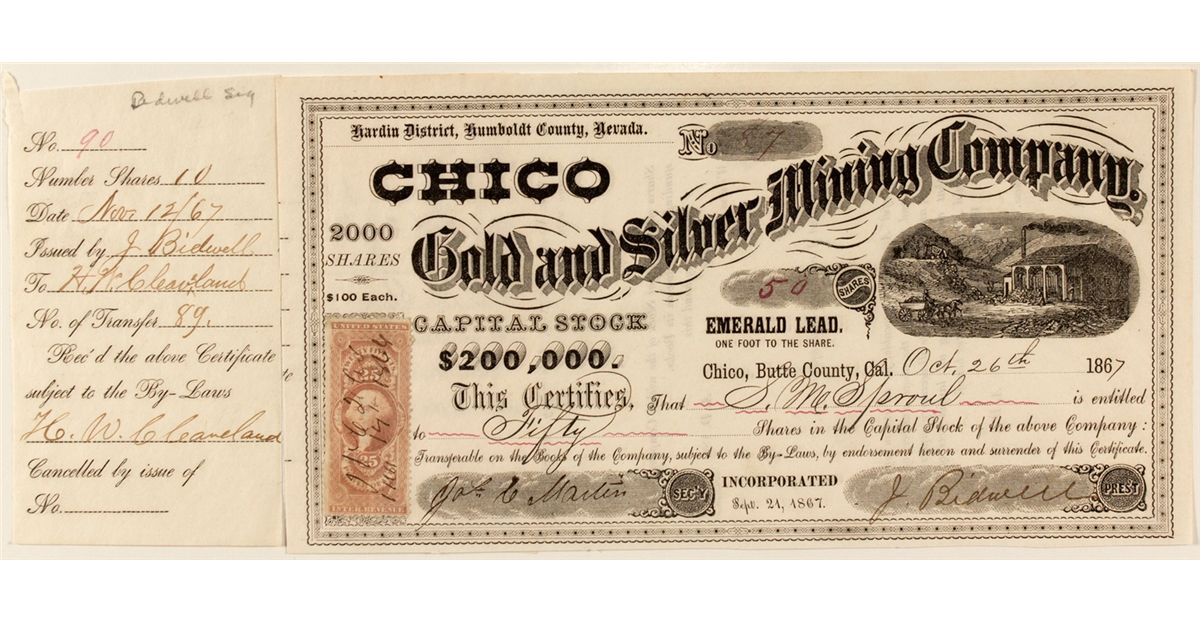 Bidwell Sig
No. 90
Number Shares 10
Date Nov. 12/67
Issued by J Bidwell
To H. W. Cleaveland
No. of Transfer 89.
Rec'd the above Certificate
subject to the By-Laws
H. W. Cleaveland
Cancelled by issue of
No.
Hardin District, Humboldt County, Nevada.
No 87
CHICO
Gold and Silver Mining Company.
2000
SHARES
$100 Each.
50
SHARES
CAPITAL STOCK
$200,000.
EMERALD LEAD.
ONE FOOT TO THE SHARE.
Chico, Butte County, Cal. Oct. 26th 1867
This Certifies, That S. M. Sproul is entitled
to Fifty Shares in the Capital Stock of the above Company:
Transferable on the Books of the Company, subject to the By-Laws, by endorsement hereon and surrender of this Certificate.
UNITED STATES
25
25
INTER. REVENUE
Jos. C Martin SEC'Y
INCORPORATED
Sept. 21, 1867.
J. Bidwell PREST